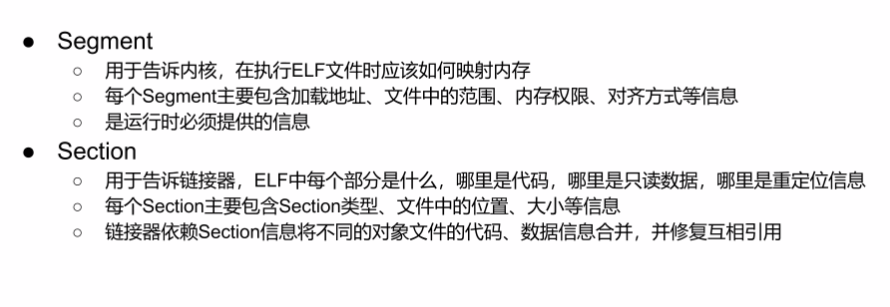 ● Segment
○ 用于告诉内核，在执行ELF文件时应该如何映射内存
○ 每个Segment主要包含加载地址、文件中的范围、内存权限、对齐方式等信息
○ 是运行时必须提供的信息
● Section
○ 用于告诉链接器，ELF中每个部分是什么，哪里是代码，哪里是只读数据，哪里是重定位信息
○ 每个Section主要包含Section类型、文件中的位置、大小等信息
○ 链接器依赖Section信息将不同的对象文件的代码、数据信息合并，并修复互相引用